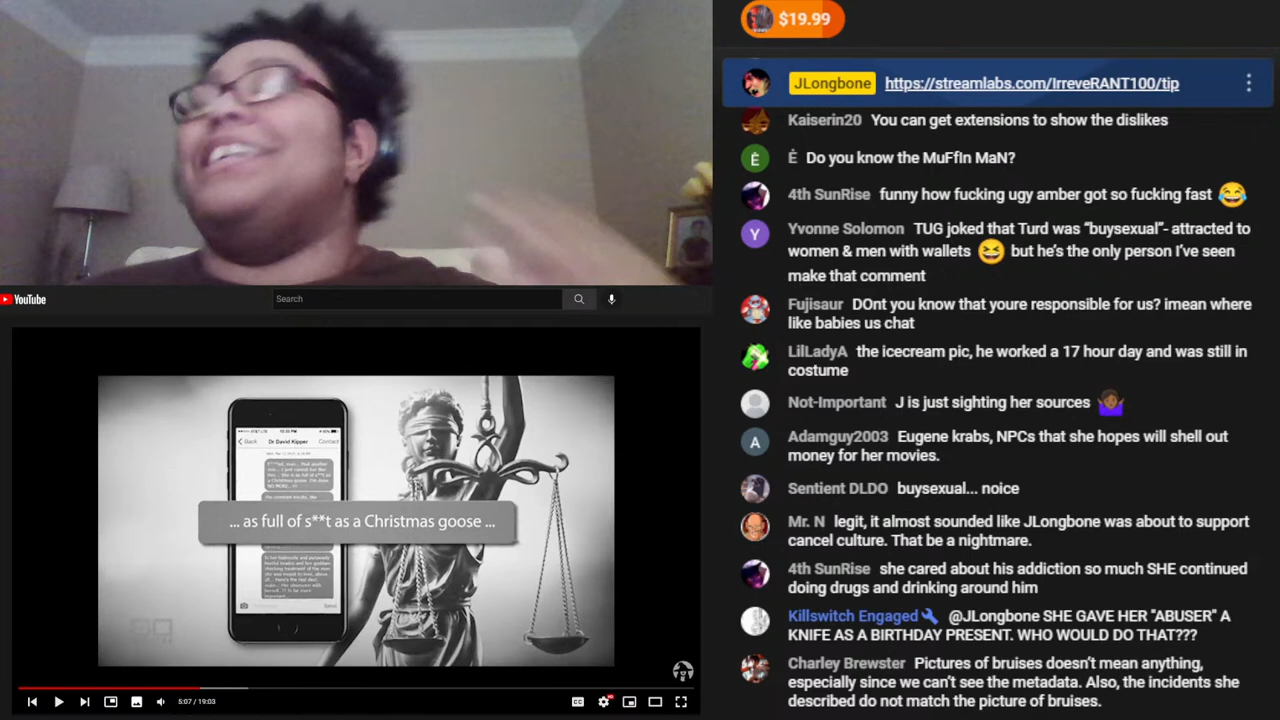 $19.99
JLongbone https://streamlabs.com/IrreveRANT100/tip
Kaiserin20 You can get extensions to show the dislikes
Ė Ė Do you know the MuFfIn MaN?
4th SunRise funny how fucking ugy amber got so fucking fast 😂
Y Yvonne Solomon TUG joked that Turd was “buysexual”- attracted to
women & men with wallets 😆 but he’s the only person I’ve seen
make that comment
Fujisaur DOnt you know that youre responsible for us? imean where
like babies us chat
LilLadyA the icecream pic, he worked a 17 hour day and was still in
costume
Not-Important J is just sighting her sources 🤷🏾‍♀️
A Adamguy2003 Eugene krabs, NPCs that she hopes will shell out
money for her movies.
Sentient DLDO buysexual... noice
Mr. N legit, it almost sounded like JLongbone was about to support
cancel culture. That be a nightmare.
4th SunRise she cared about his addiction so much SHE continued
doing drugs and drinking around him
Killswitch Engaged @JLongbone SHE GAVE HER "ABUSER" A
KNIFE AS A BIRTHDAY PRESENT. WHO WOULD DO THAT???
Charley Brewster Pictures of bruises doesn’t mean anything,
especially since we can’t see the metadata. Also, the incidents she
described do not match the picture of bruises.
YouTube
Search
Back Dr David Kipper Contact
... as full of s**t as a Christmas goose ...
Send
5:07 / 19:03
CC
HD